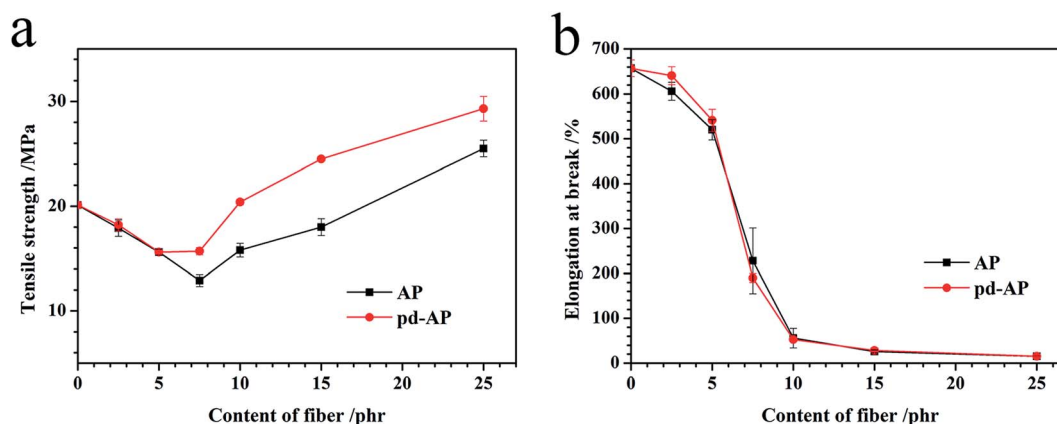 a
Tensile strength /MPa
30
20
10
AP
pd-AP
0 5 10 15 20 25
Content of fiber /phr
b
Elongation at break /%
700
600
500
400
300
200
100
0
AP
pd-AP
0 5 10 15 20 25
Content of fiber /phr